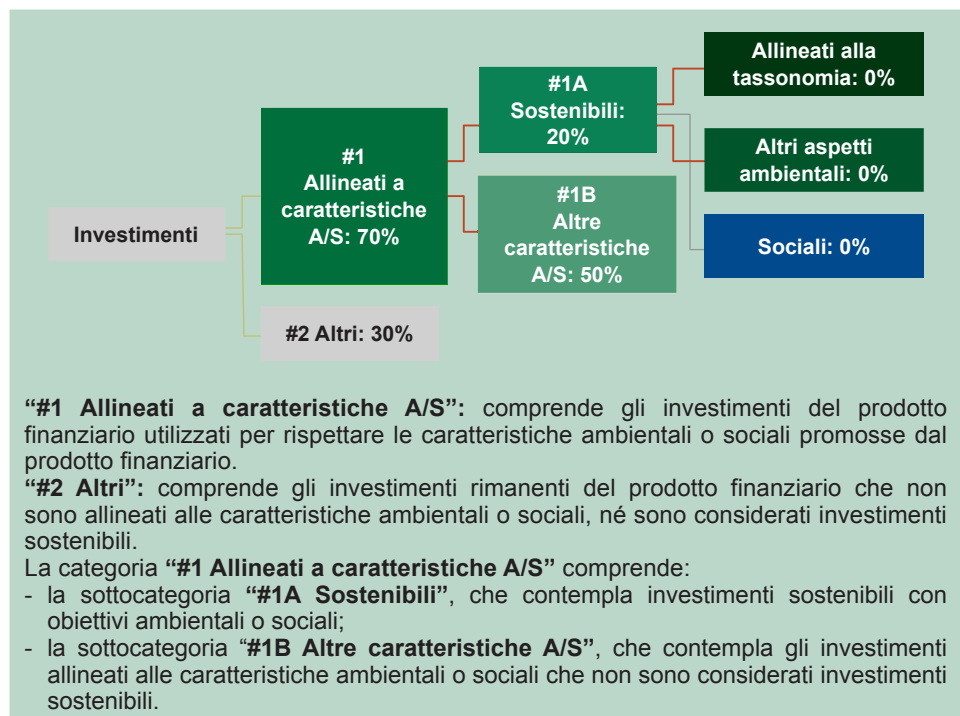 Investimenti
#1
Allineati a
caratteristiche
A/S: 70%
#2 Altri: 30%
#1A
Sostenibili:
20%
#1B
Altre
caratteristiche
A/S: 50%
Allineati alla
tassonomia: 0%
Altri aspetti
ambientali: 0%
Sociali: 0%
“#1 Allineati a caratteristiche A/S”: comprende gli investimenti del prodotto
finanziario utilizzati per rispettare le caratteristiche ambientali o sociali promosse dal
prodotto finanziario.
“#2 Altri”: comprende gli investimenti rimanenti del prodotto finanziario che non
sono allineati alle caratteristiche ambientali o sociali, né sono considerati investimenti
sostenibili.
La categoria “#1 Allineati a caratteristiche A/S” comprende:
- la sottocategoria “#1A Sostenibili”, che contempla investimenti sostenibili con
obiettivi ambientali o sociali;
- la sottocategoria “#1B Altre caratteristiche A/S”, che contempla gli investimenti
allineati alle caratteristiche ambientali o sociali che non sono considerati investimenti
sostenibili.